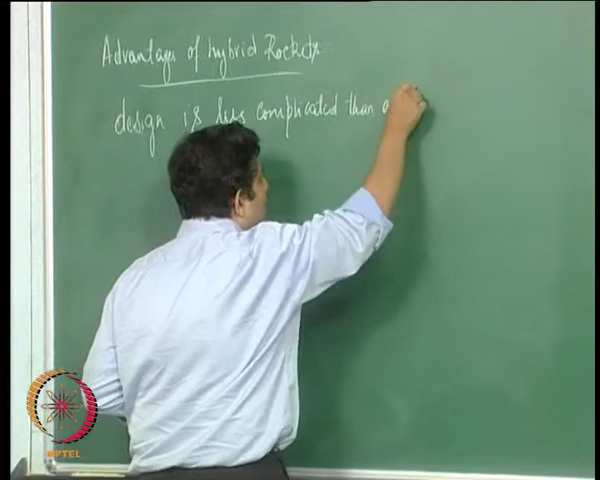 Advantages of hybrid Rockets
design is less complicated than a
NPTEL